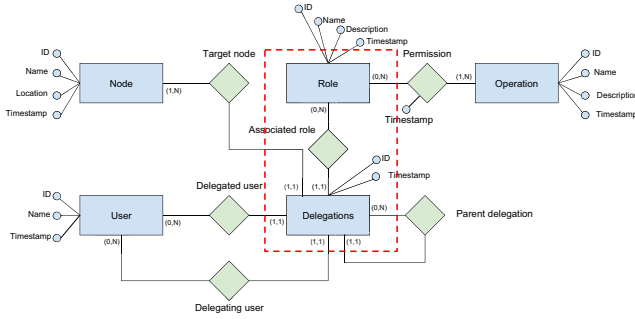 ID
Name
Description
Timestamp
ID
Name
Location
Timestamp
Node
(1,N)
Target node
Role
(0,N)
(0,N)
Permission
Timestamp
(1,N)
Operation
ID
Name
Description
Timestamp
Associated role
(1,1)
(1,1)
ID
Timestamp
ID
Name
Timestamp
User
(0,N)
(0,N)
Delegated user
(1,1)
Delegations
(0,N)
(1,1)
(1,1)
Parent delegation
Delegating user